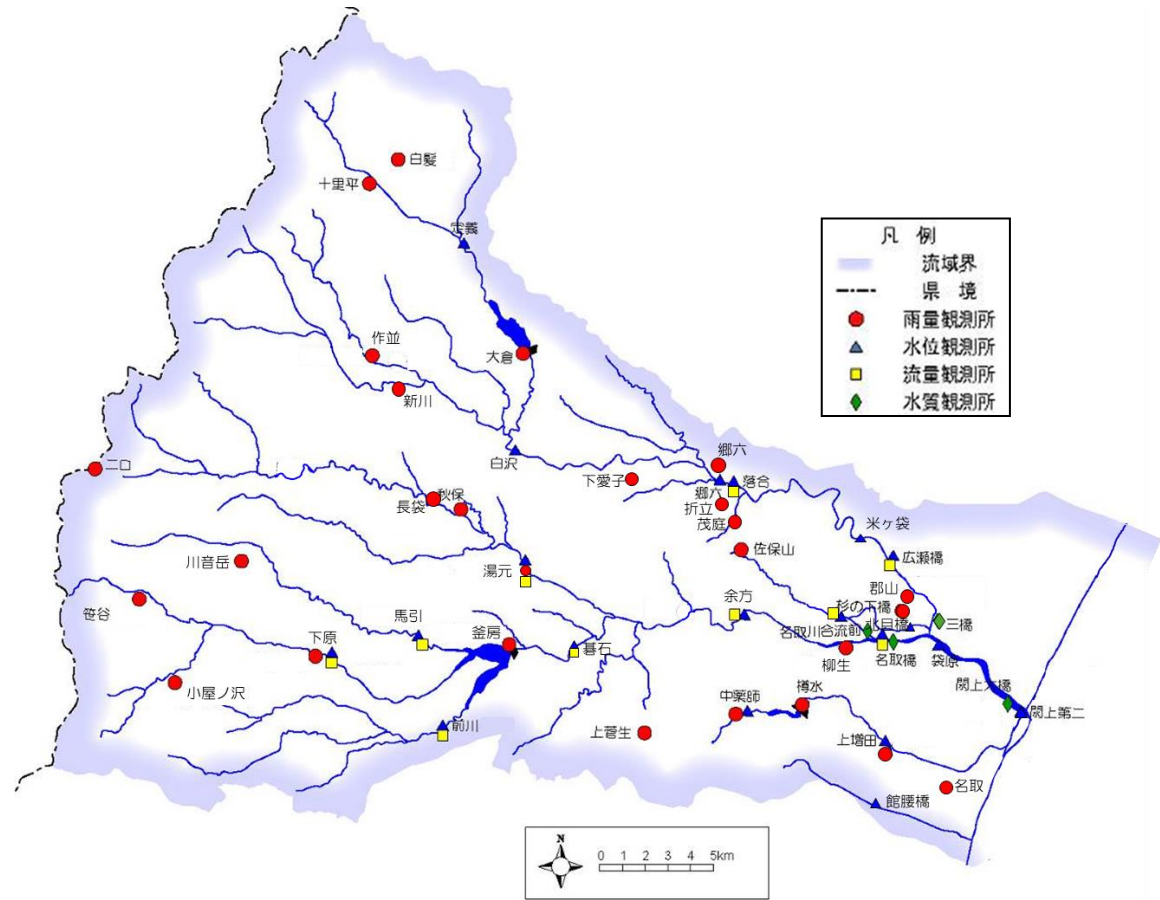 白髪
十里平
定義
凡 例
流域界
県 境
雨量観測所
水位観測所
流量観測所
水質観測所
作並
大倉
新川
白沢
郷六
二口
下愛子
郷六
落合
折立
秋保
長袋
茂庭
米ケ袋
佐保山
広瀬橋
川音岳
湯元
郡山
笹谷
余方
杉の下橋
三橋
馬引
名取川合流前
下原
釜房
碁石
名取橋
袋原
柳生
小屋ノ沢
閖上大橋
中薬師
樽水
閖上第二
前川
上菅生
上増田
名取
館腰橋
N
0 1 2 3 4 5km